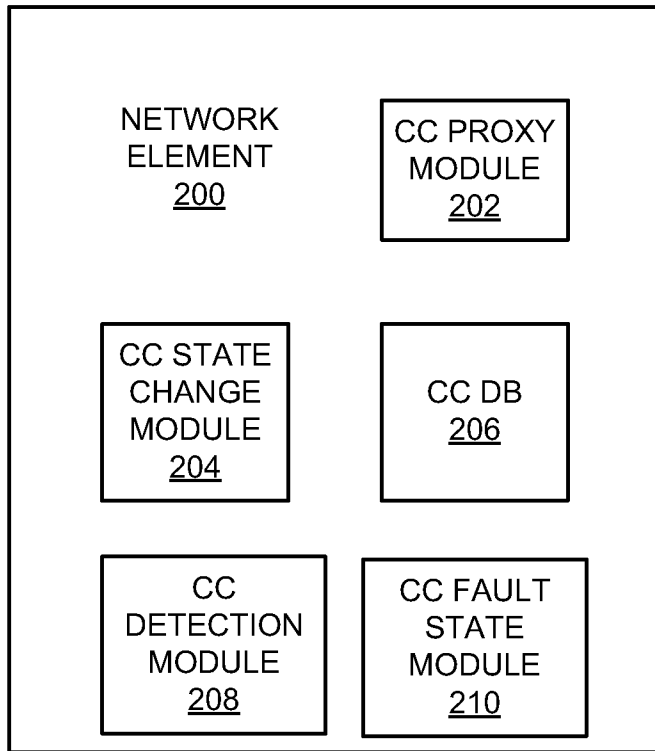 NETWORK
ELEMENT
200
CC PROXY
MODULE
202
CC STATE
CHANGE
MODULE
204
CC DB
206
CC
DETECTION
MODULE
208
CC FAULT
STATE
MODULE
210